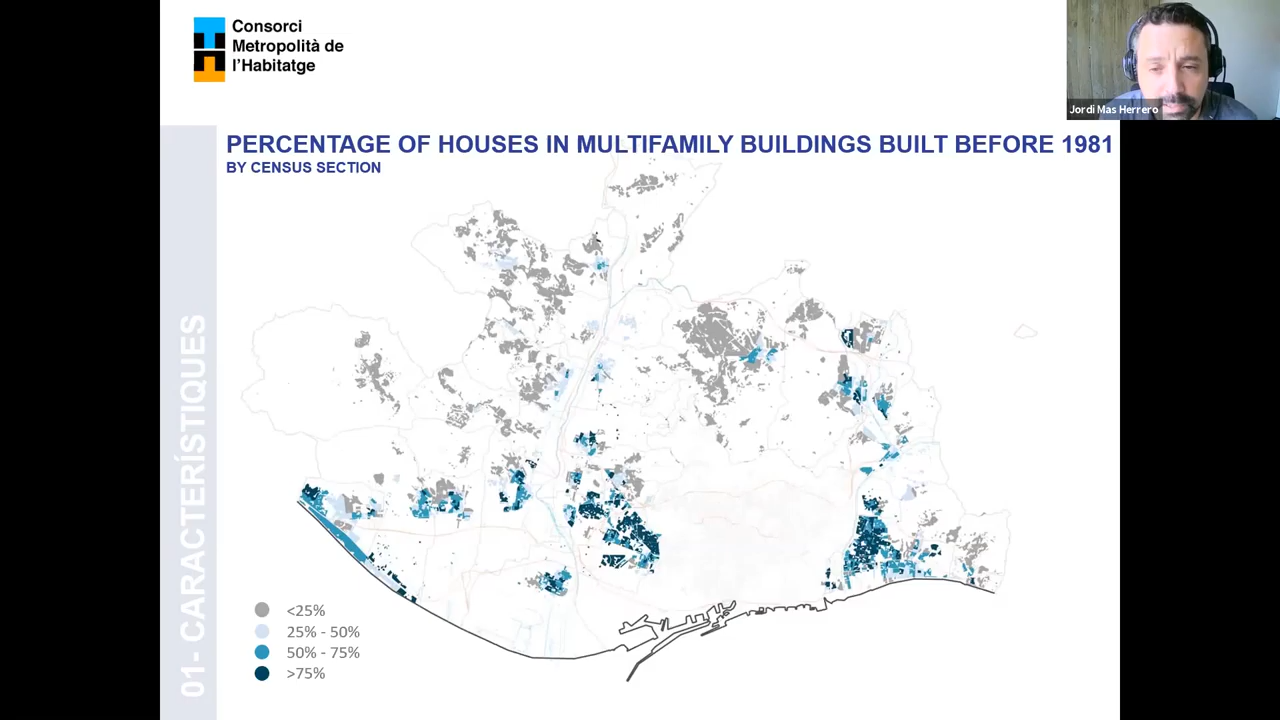 Consorci
Metropolità de
l'Habitatge
Jordi Mas Herrero
PERCENTAGE OF HOUSES IN MULTIFAMILY BUILDINGS BUILT BEFORE 1981
BY CENSUS SECTION
01- CARACTERÍSTIQUES
<25%
25% - 50%
50% - 75%
>75%